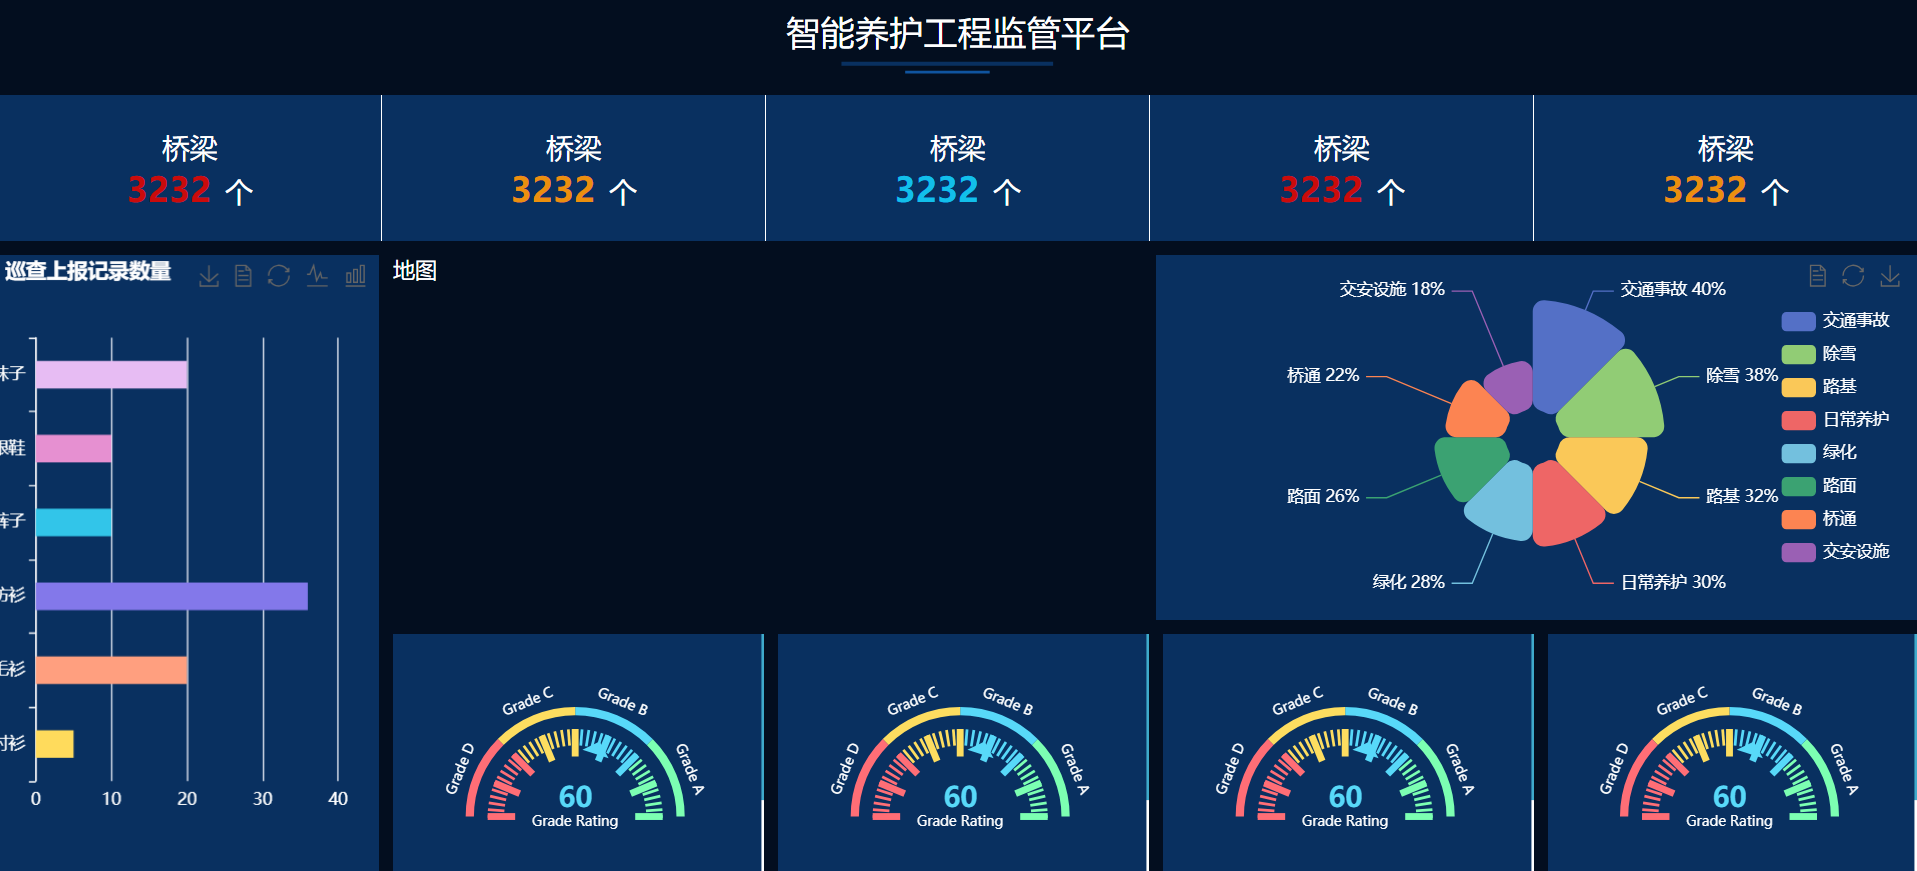 智能养护工程监管平台
桥梁
3232 个
桥梁
3232 个
桥梁
3232 个
桥梁
3232 个
桥梁
3232 个
巡查上报记录数量
袜子
跟鞋
裤子
纺衫
毛衫
衬衫
0 10 20 30 40
地图
交安设施 18%
交通事故 40%
桥通 22%
除雪 38%
路面 26%
路基 32%
绿化 28%
日常养护 30%
交通事故
除雪
路基
日常养护
绿化
路面
桥通
交安设施
Grade D
Grade C
Grade B
Grade A
60
Grade Rating
Grade D
Grade C
Grade B
Grade A
60
Grade Rating
Grade D
Grade C
Grade B
Grade A
60
Grade Rating
Grade D
Grade C
Grade B
Grade A
60
Grade Rating